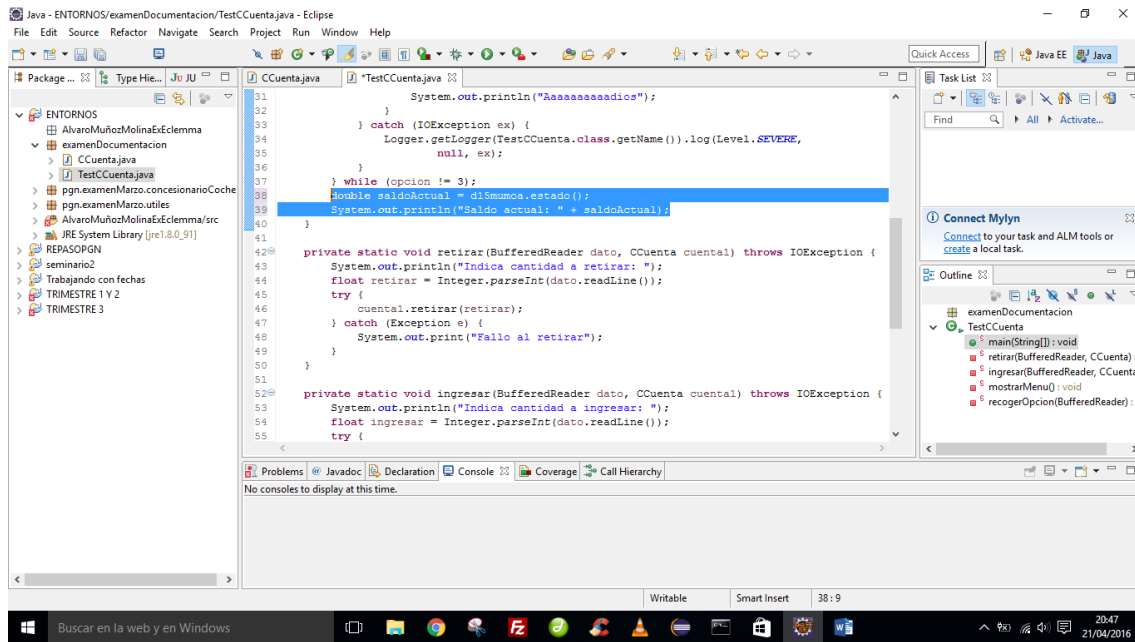 Java - ENTORNOS/examenDocumentacion/TestCCuenta.java - Eclipse
File Edit Source Refactor Navigate Search Project Run Window Help
Quick Access Java EE Java
Package ... Type Hie... JUnit JU
CCuenta.java *TestCCuenta.java
Task List
ENTORNOS
AlvaroMuñozMolinaExEclemma
examenDocumentacion
CCuenta.java
TestCCuenta.java
pgn.examenMarzo.concesionarioCoche
pgn.examenMarzo.utiles
AlvaroMuñozMolinaExEclemma/src
JRE System Library [jre1.8.0_91]
REPASOPGN
seminario2
Trabajando con fechas
TRIMESTRE 1 Y 2
TRIMESTRE 3
31 System.out.println("Aaaaaaaaaadios");
32 }
33 } catch (IOException ex) {
34 Logger.getLogger(TestCCuenta.class.getName()).log(Level.SEVERE,
35 null, ex);
36 }
37 } while (opcion != 3);
38 double saldoActual = d15mumoa.estado();
39 System.out.println("Saldo actual: " + saldoActual);
40 }
41
42 private static void retirar(BufferedReader dato, CCuenta cuenta1) throws IOException {
43 System.out.println("Indica cantidad a retirar: ");
44 float retirar = Integer.parseInt(dato.readLine());
45 try {
46 cuenta1.retirar(retirar);
47 } catch (Exception e) {
48 System.out.print("Fallo al retirar");
49 }
50 }
51
52 private static void ingresar(BufferedReader dato, CCuenta cuenta1) throws IOException {
53 System.out.println("Indica cantidad a ingresar: ");
54 float ingresar = Integer.parseInt(dato.readLine());
55 try {
Find All Activate...
Connect Mylyn
Connect to your task and ALM tools or
create a local task.
Outline
examenDocumentacion
TestCCuenta
main(String[]) : void
retirar(BufferedReader, CCuenta) :
ingresar(BufferedReader, CCuenta
mostrarMenu() : void
recogerOpcion(BufferedReader) :
Problems Javadoc Declaration Console Coverage Call Hierarchy
No consoles to display at this time.
Writable Smart Insert 38 : 9
Buscar en la web y en Windows
20:47
21/04/2016